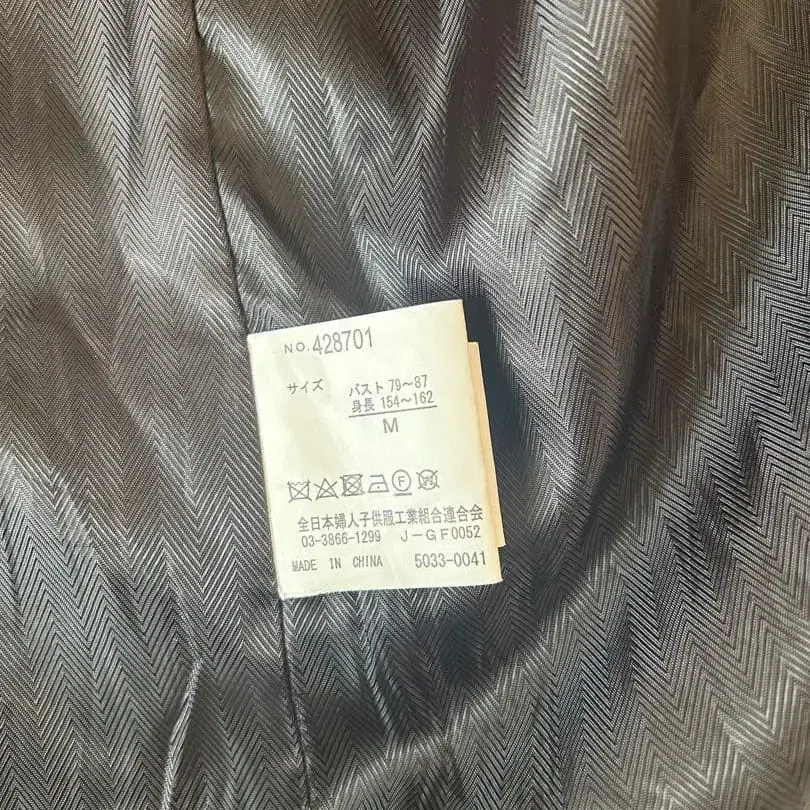 NO.428701
サイズ バスト 79～87
身長 154～162
M
F W
全日本婦人子供服工業組合連合会
03-3866-1299 J-GF0052
MADE IN CHINA 5033-0041